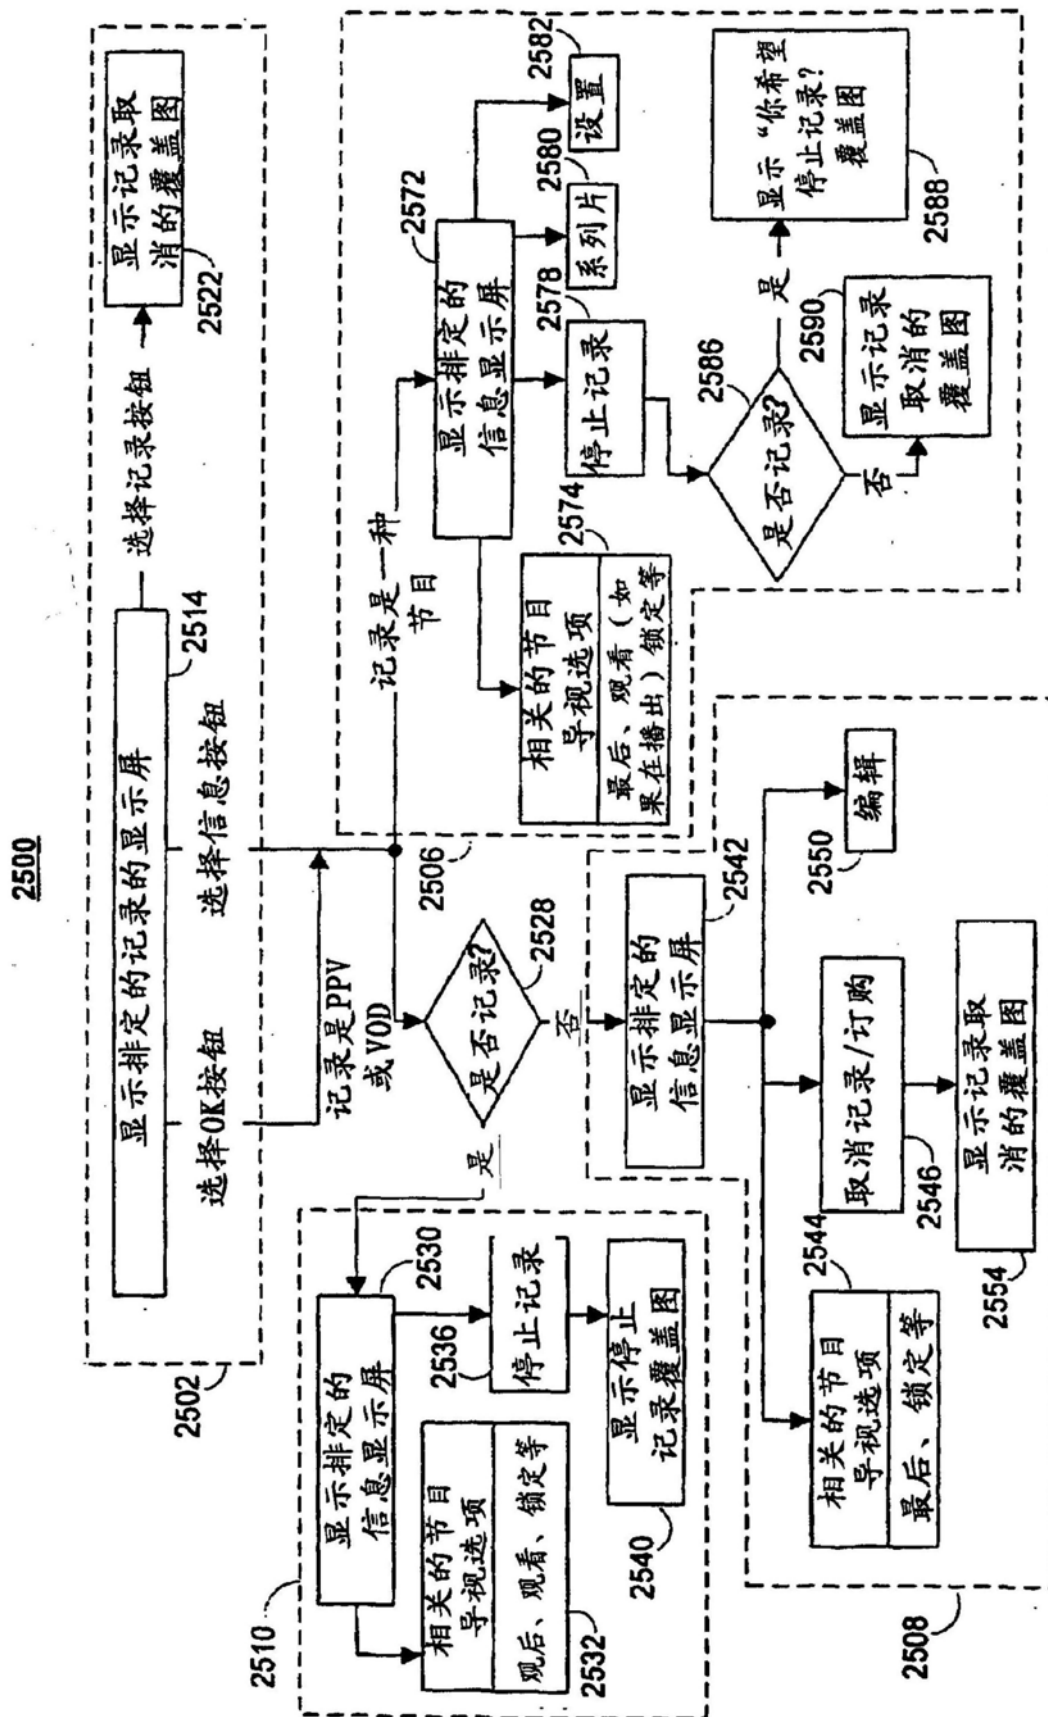 2500
显示排定的记录的显示屏
2514
选择记录按钮
显示记录取
消的覆盖图
2522
选择OK按钮
选择信息按钮
2502
记录是PPV
或VOD
记录是一种
节目
是否记录?
2528
是
否
2510
显示排定的
信息显示屏
2530
相关的节目
导视选项
观后、观看、锁定等
2532
2536
停止记录
显示停止
记录覆盖图
2540
2506
显示排定的
信息显示屏
2572
相关的节目
导视选项
最后、观看(如
果在播出)锁定等
2574
停止记录
2578
系列片
2580
设置
2582
是否记录?
2586
是
显示“你希望
停止记录?
覆盖图
2588
否
显示记录
取消的
覆盖图
2590
显示排定的
信息显示屏
2542
相关的节目
导视选项
最后、锁定等
2544
取消记录/订购
2546
编辑
2550
显示记录取
消的覆盖图
2554
2508